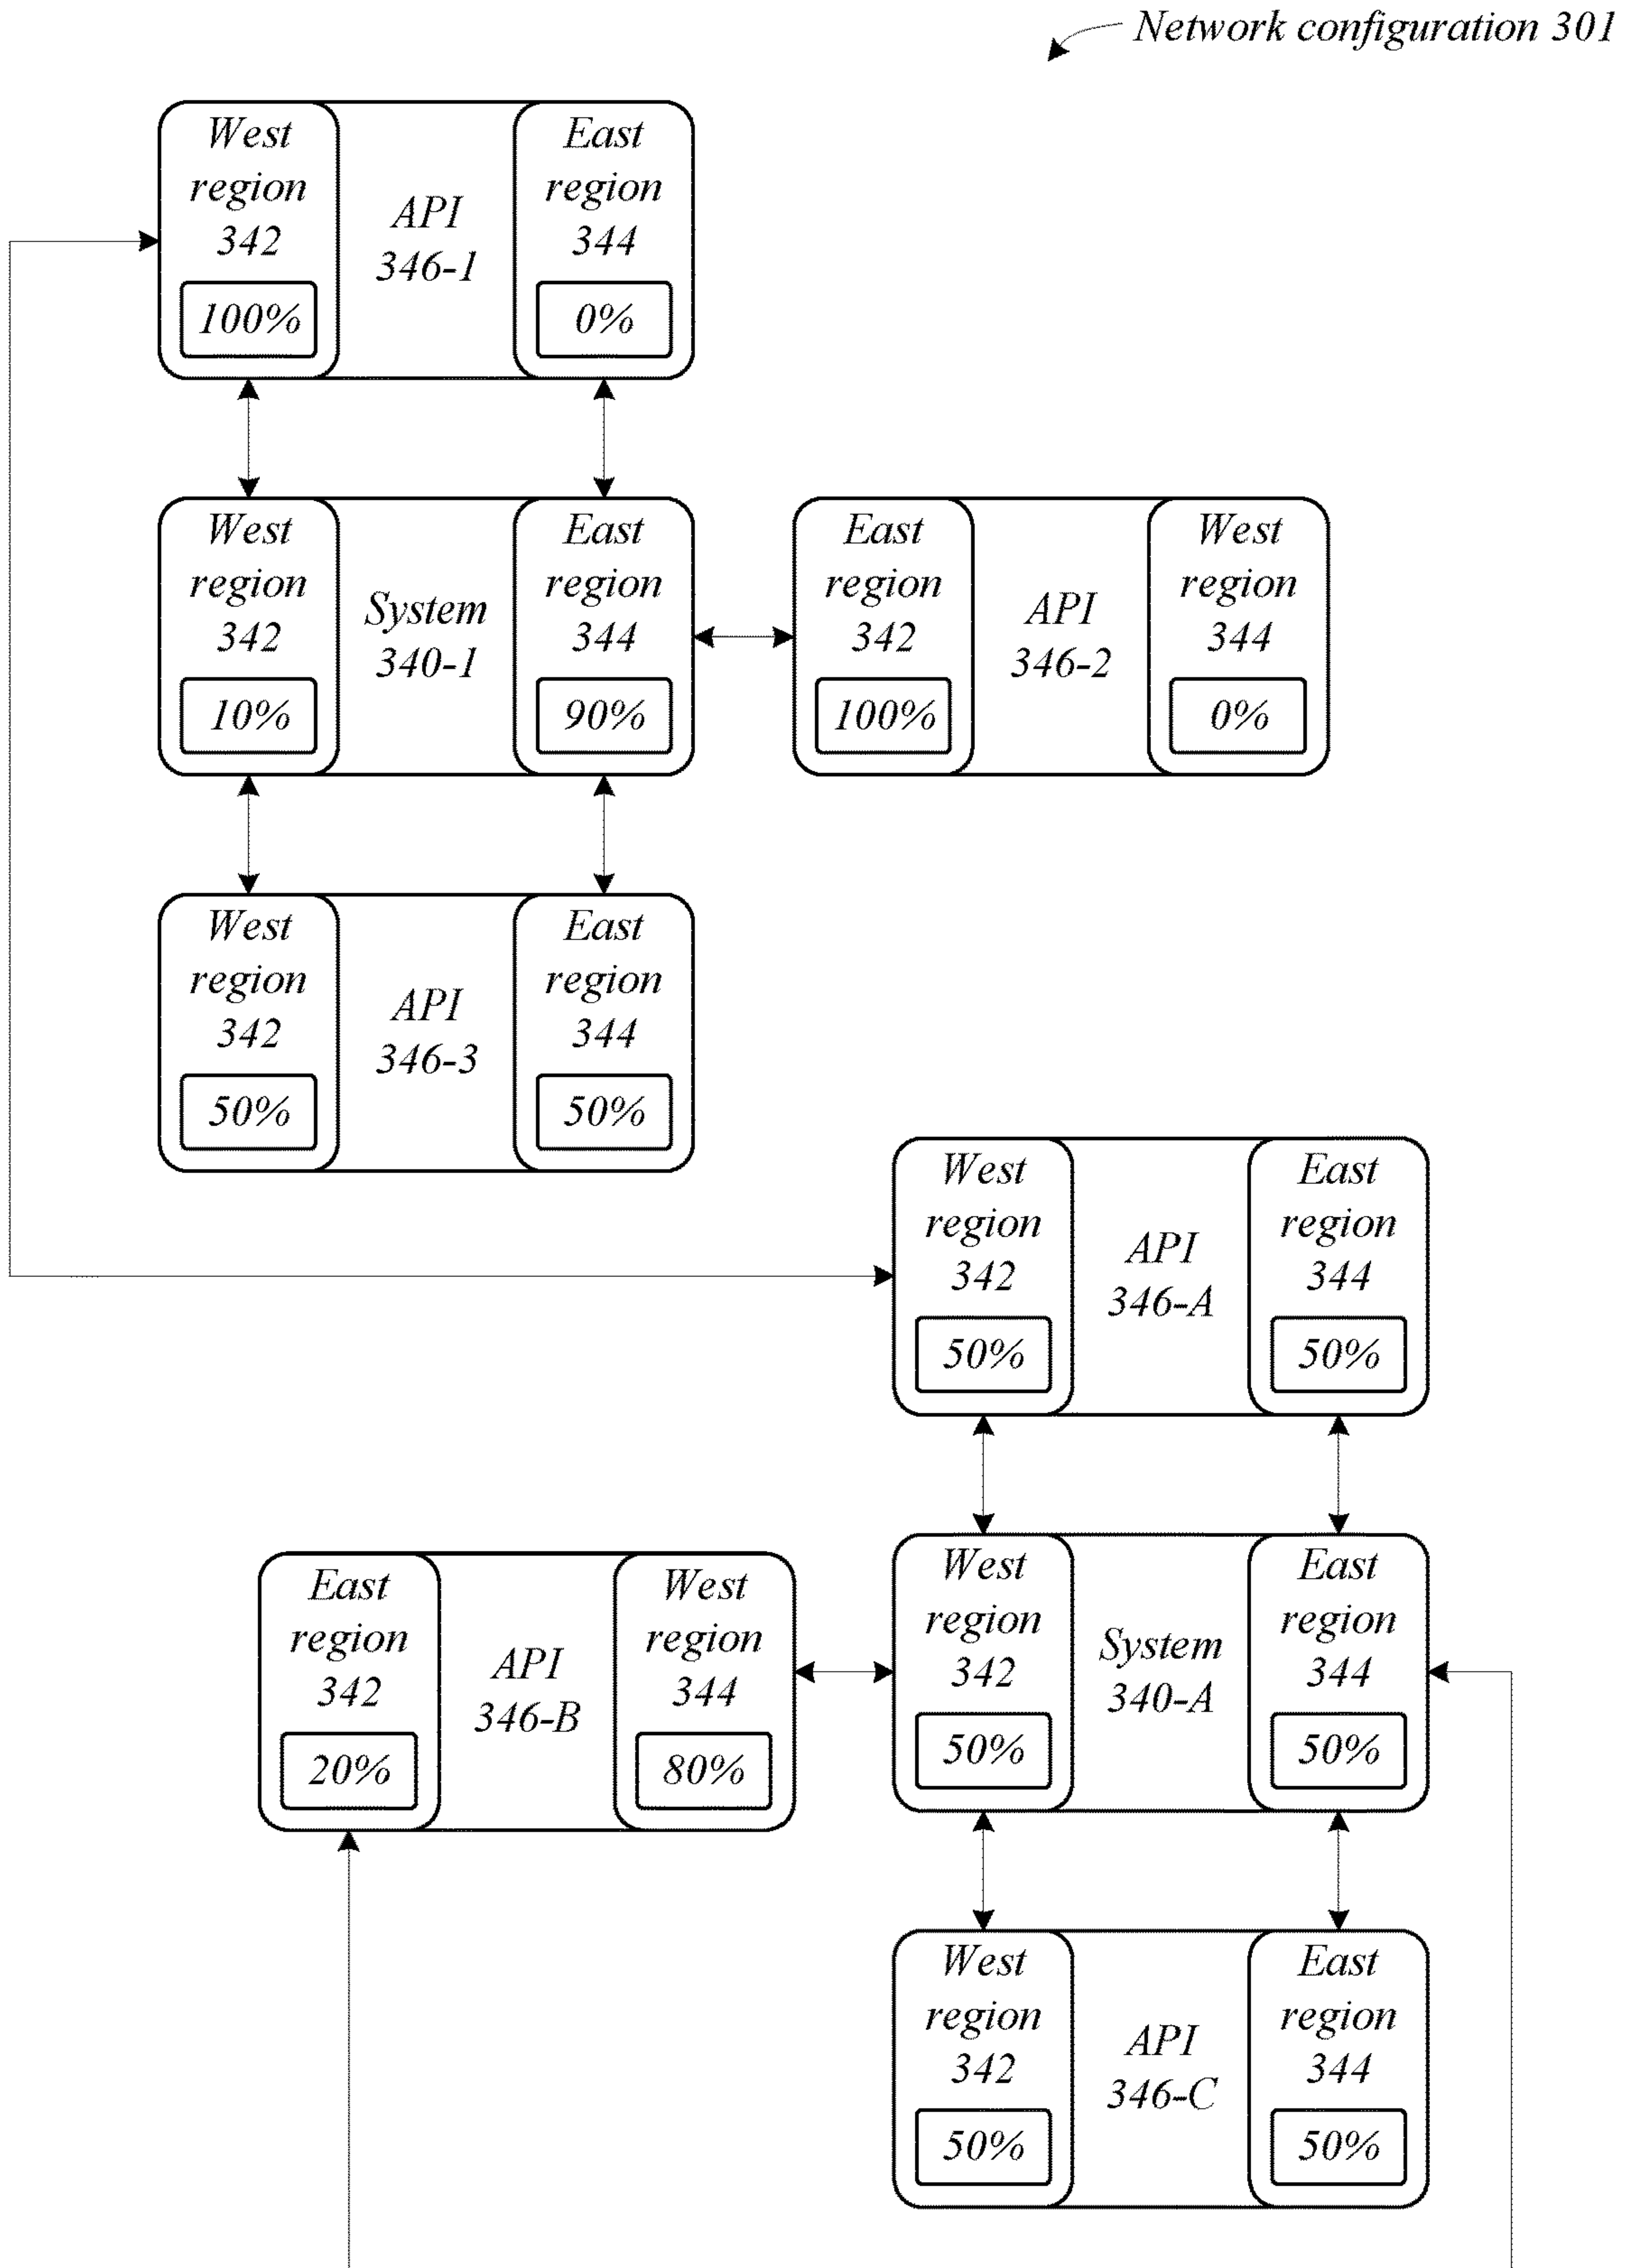 Network configuration 301
West
region
342
100%
API
346-1
East
region
344
0%
West
region
342
10%
System
340-1
East
region
344
90%
East
region
342
100%
API
346-2
West
region
344
0%
West
region
342
50%
API
346-3
East
region
344
50%
West
region
342
50%
API
346-A
East
region
344
50%
East
region
342
20%
API
346-B
West
region
344
80%
West
region
342
50%
System
340-A
East
region
344
50%
West
region
342
50%
API
346-C
East
region
344
50%